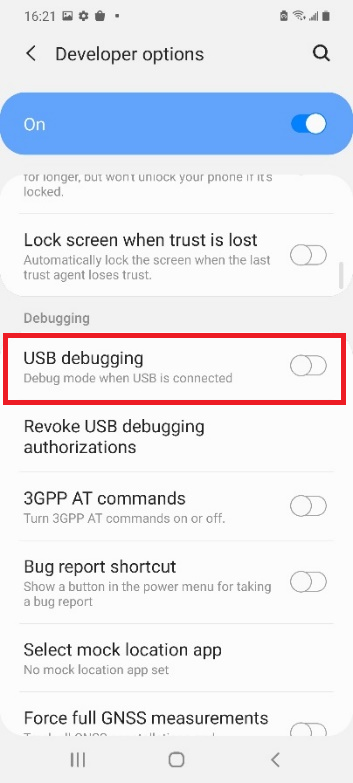 16:21
Developer options
On
for longer, but won't unlock your phone if it's
locked.
Lock screen when trust is lost
Automatically lock the screen when the last
trust agent loses trust.
Debugging
USB debugging
Debug mode when USB is connected
Revoke USB debugging
authorizations
3GPP AT commands
Turn 3GPP AT commands on or off.
Bug report shortcut
Show a button in the power menu for taking
a bug report
Select mock location app
No mock location app set
Force full GNSS measurements